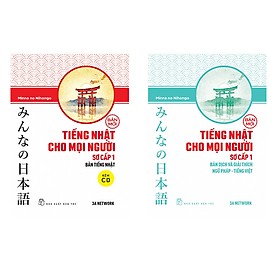 Minna no Nihongo
みんなの日本語
BẢN MỚI
TIẾNG NHẬT
CHO MỌI NGƯỜI
SƠ CẤP 1
BẢN TIẾNG NHẬT
KÈM
CD
NHÀ XUẤT BẢN TRẺ
3A NETWORK
Minna no Nihongo
みんなの日本語
BẢN MỚI
TIẾNG NHẬT
CHO MỌI NGƯỜI
SƠ CẤP 1
BẢN DỊCH VÀ GIẢI THÍCH
NGỮ PHÁP - TIẾNG VIỆT
NHÀ XUẤT BẢN TRẺ
3A NETWORK